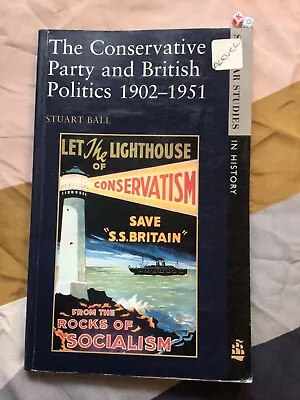 The Conservative
Party and British
Politics 1902–1951
STUART BALL
LET The LIGHTHOUSE
OF
CONSERVATISM
SAVE
"S.S. BRITAIN"
FROM THE
ROCKS OF
SOCIALISM
STUDIES
IN HISTORY